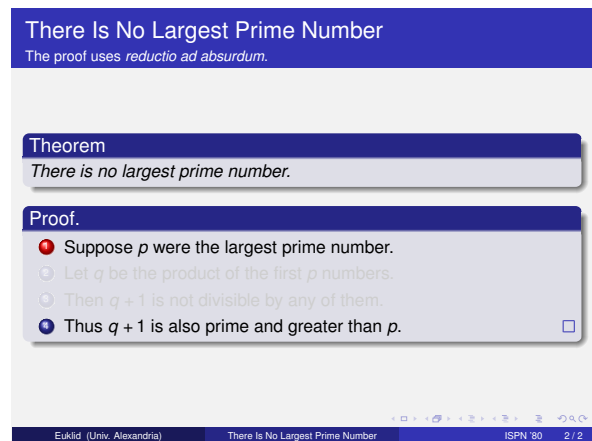 There Is No Largest Prime Number
The proof uses reductio ad absurdum.
Theorem
There is no largest prime number.
Proof.
1 Suppose p were the largest prime number.
2 Let q be the product of the first p numbers.
3 Then q + 1 is not divisible by any of them.
4 Thus q + 1 is also prime and greater than p.
Euklid (Univ. Alexandria) There Is No Largest Prime Number ISPN '80 2 / 2